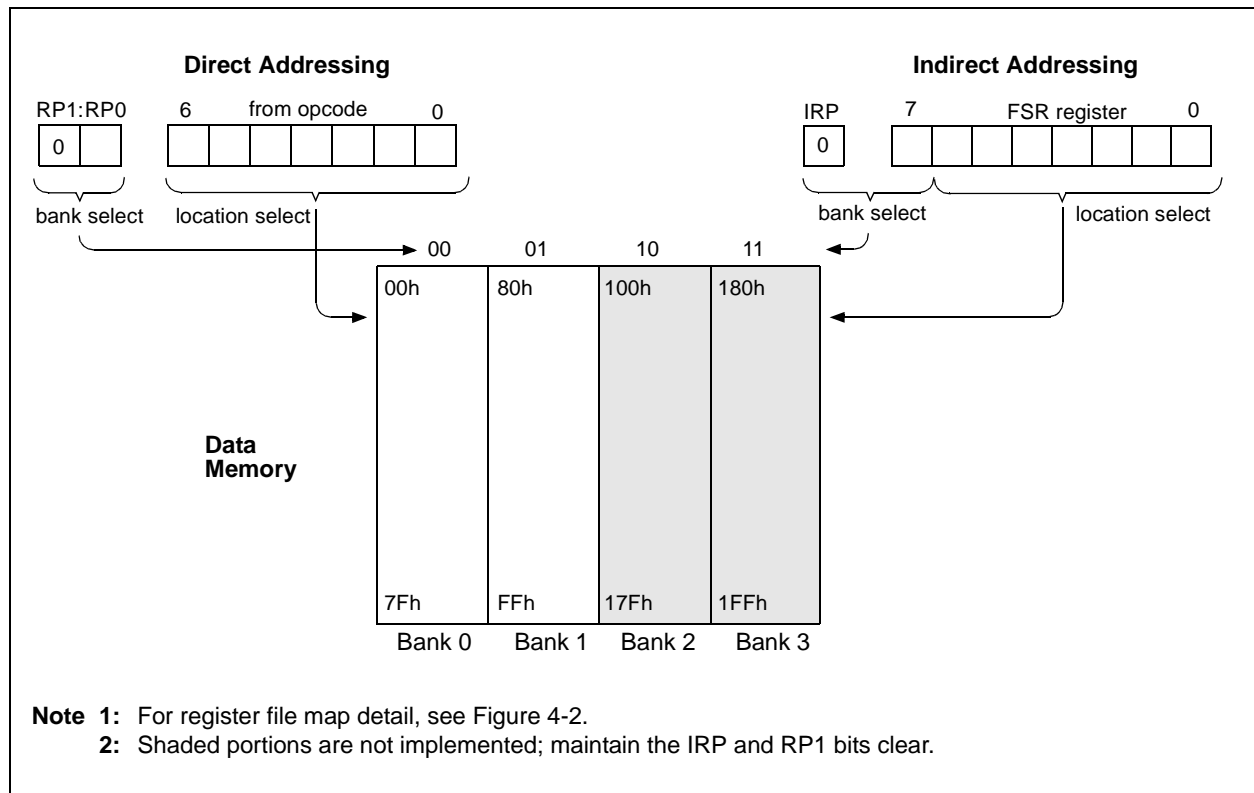 Direct Addressing
Indirect Addressing
RP1:RP0 6 from opcode 0
IRP 7 FSR register 0
0
0
bank select location select
bank select location select
00 01 10 11
00h 80h 100h 180h
Data
Memory
7Fh FFh 17Fh 1FFh
Bank 0 Bank 1 Bank 2 Bank 3
Note 1: For register file map detail, see Figure 4-2.
2: Shaded portions are not implemented; maintain the IRP and RP1 bits clear.